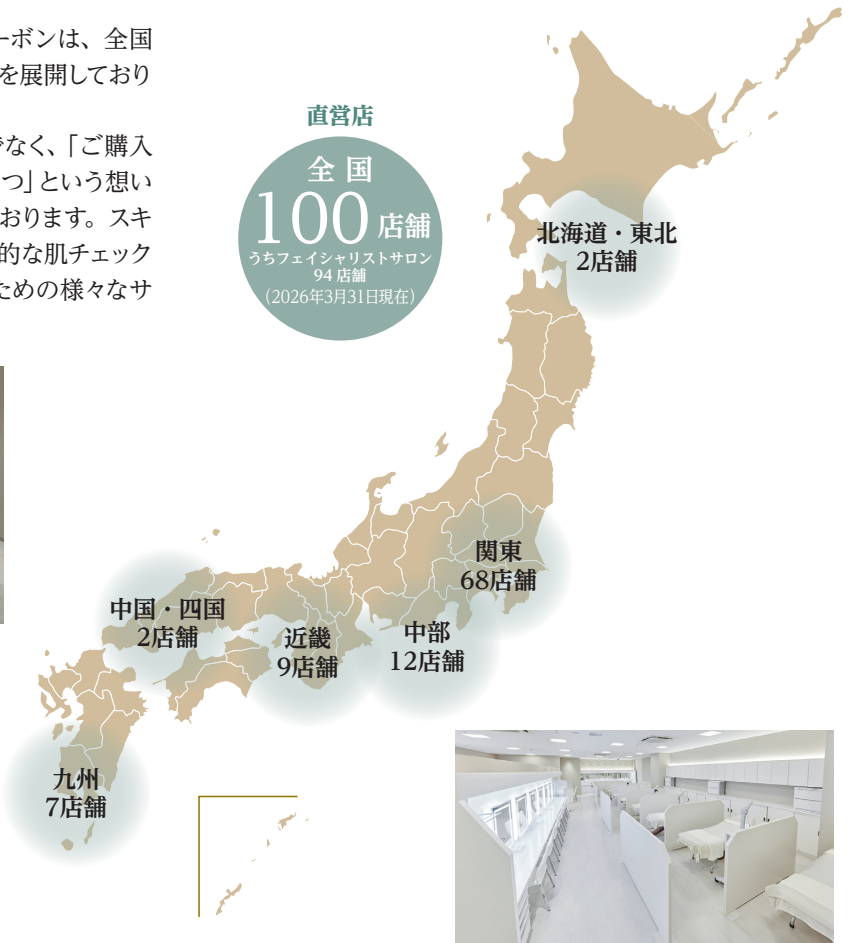 ーボンは、全国
を展開しており
でなく、「ご購入
つ」という想い
おります。スキ
的な肌チェック
ための様々なサ
直営店
全国
100店舗
うちフェイシャリストサロン
94店舗
(2026年3月31日現在)
北海道・東北
2店舗
関東
68店舗
中部
12店舗
近畿
9店舗
中国・四国
2店舗
九州
7店舗